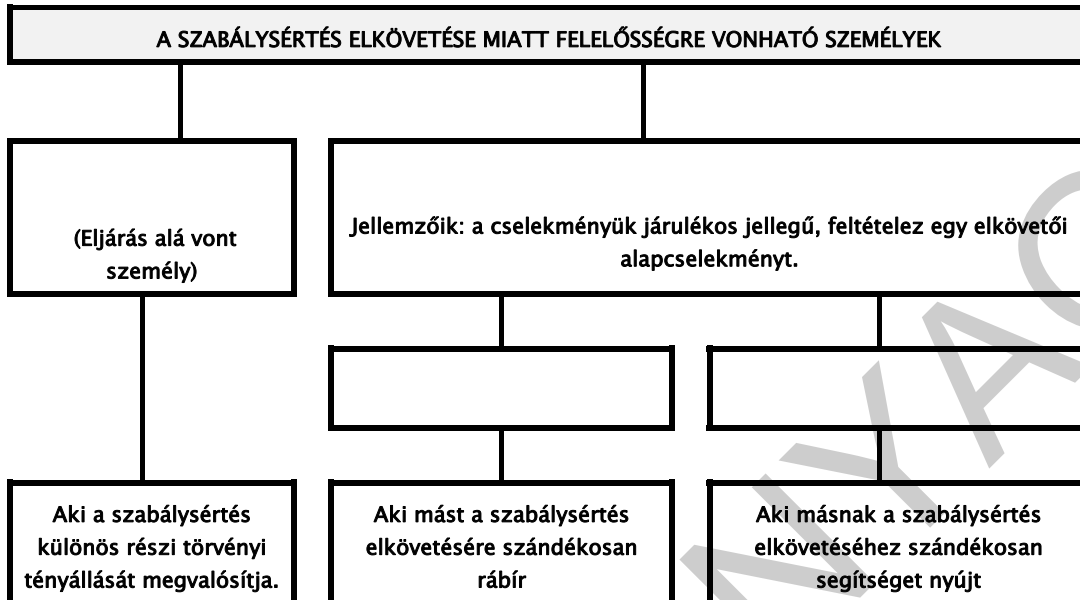 A SZABÁLYSÉRTÉS ELKÖVETÉSE MIATT FELELŐSSÉGRE VONHATÓ SZEMÉLYEK
(Eljárás alá vont
személy)
Jellemzőik: a cselekményük járulékos jellegű, feltételez egy elkövetői
alapcselekményt.
Aki a szabálysértés
különös részi törvényi
tényállását megvalósítja.
Aki mást a szabálysértés
elkövetésére szándékosan
rábír
Aki másnak a szabálysértés
elkövetéséhez szándékosan
segítséget nyújt